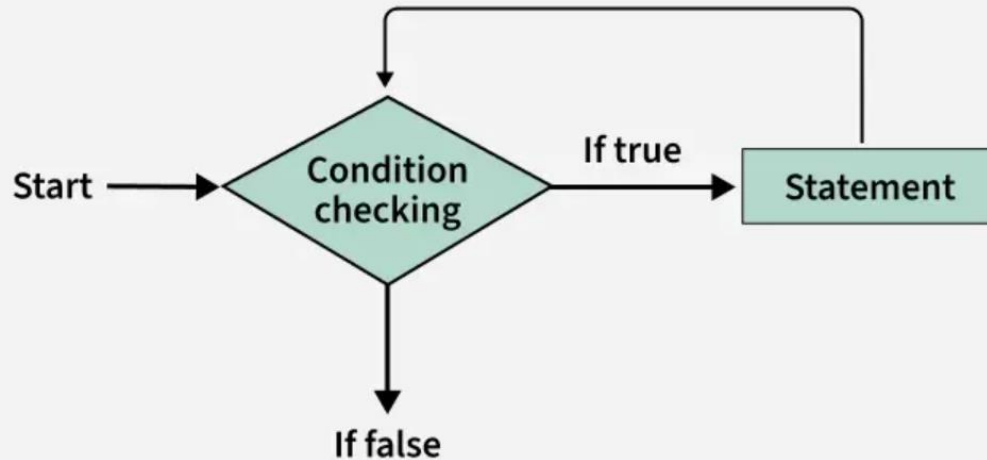 Start
Condition
checking
If true
Statement
If false